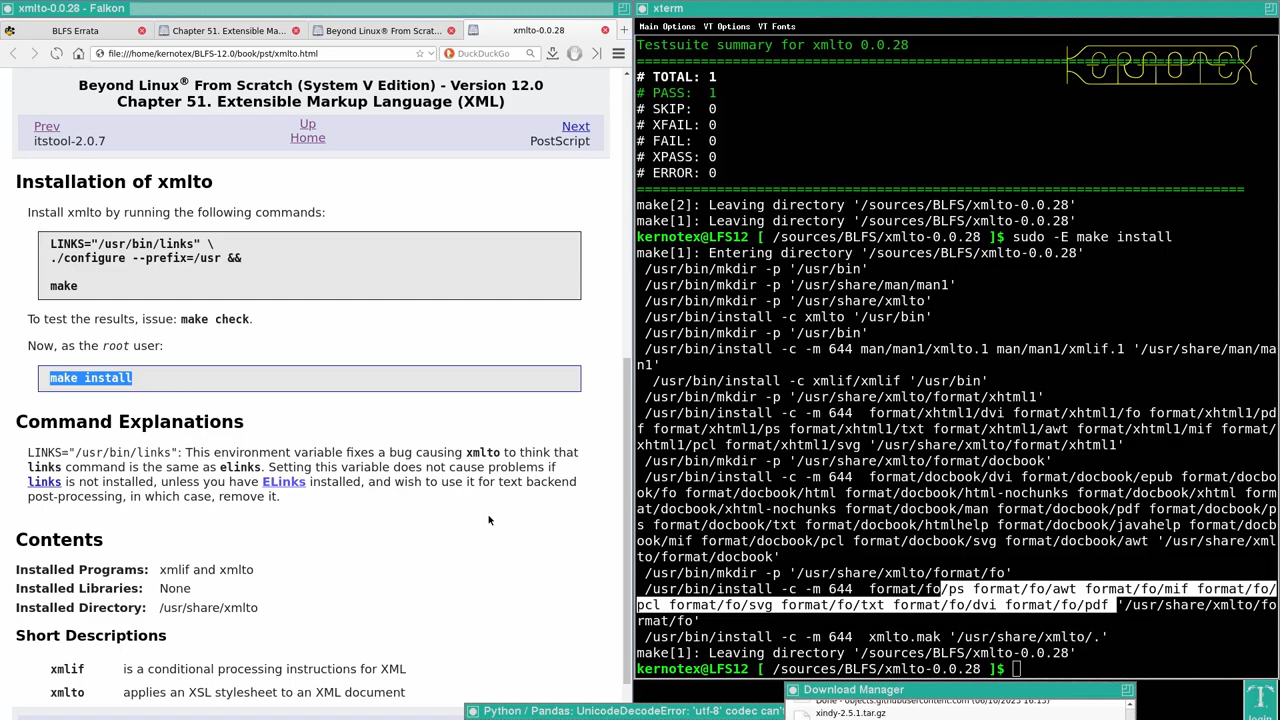 xmlto-0.0.28 - Falkon
BLFS Errata
Chapter 51. Extensible Mark
Beyond Linux® From Scrat
xmlto-0.0.28
file:///home/kernotex/BLFS-12.0/book/pst/xmlto.html
DuckDuckGo
Beyond Linux® From Scratch (System V Edition) - Version 12.0
Chapter 51. Extensible Markup Language (XML)
Prev
Up
Next
itstool-2.0.7
Home
PostScript
Installation of xmlto
Install xmlto by running the following commands:
LINKS="/usr/bin/links" \
./configure --prefix=/usr &&
make
To test the results, issue: make check.
Now, as the root user:
make install
Command Explanations
LINKS="/usr/bin/links": This environment variable fixes a bug causing xmlto to think that
links command is the same as elinks. Setting this variable does not cause problems if
links is not installed, unless you have ELinks installed, and wish to use it for text backend
post-processing, in which case, remove it.
Contents
Installed Programs: xmlif and xmlto
Installed Libraries: None
Installed Directory: /usr/share/xmlto
Short Descriptions
xmlif is a conditional processing instructions for XML
xmlto applies an XSL stylesheet to an XML document
xterm
Main Options VT Options VT Fonts
Testsuite summary for xmlto 0.0.28
============================================================================
# TOTAL: 1
# PASS:  1
# SKIP:  0
# XFAIL: 0
# FAIL:  0
# XPASS: 0
# ERROR: 0
============================================================================
make[2]: Leaving directory '/sources/BLFS/xmlto-0.0.28'
make[1]: Leaving directory '/sources/BLFS/xmlto-0.0.28'
kernotex@LFS12 [ /sources/BLFS/xmlto-0.0.28 ]$ sudo -E make install
make[1]: Entering directory '/sources/BLFS/xmlto-0.0.28'
/usr/bin/mkdir -p '/usr/bin'
/usr/bin/mkdir -p '/usr/share/man/man1'
/usr/bin/mkdir -p '/usr/share/xmlto'
/usr/bin/install -c xmlto '/usr/bin'
/usr/bin/mkdir -p '/usr/bin'
/usr/bin/install -c -m 644 man/man1/xmlto.1 man/man1/xmlif.1 '/usr/share/man/ma
n1'
/usr/bin/install -c xmlif/xmlif '/usr/bin'
/usr/bin/mkdir -p '/usr/share/xmlto/format/xhtml1'
/usr/bin/install -c -m 644  format/xhtml1/dvi format/xhtml1/fo format/xhtml1/pd
f format/xhtml1/ps format/xhtml1/txt format/xhtml1/awt format/xhtml1/mif format/
xhtml1/pcl format/xhtml1/svg '/usr/share/xmlto/format/xhtml1'
/usr/bin/mkdir -p '/usr/share/xmlto/format/docbook'
/usr/bin/install -c -m 644  format/docbook/dvi format/docbook/epub format/docbo
ok/fo format/docbook/html format/docbook/html-nochunks format/docbook/xhtml form
at/docbook/xhtml-nochunks format/docbook/man format/docbook/pdf format/docbook/p
s format/docbook/txt format/docbook/htmlhelp format/docbook/javahelp format/docb
ook/mif format/docbook/pcl format/docbook/svg format/docbook/awt '/usr/share/xml
to/format/docbook'
/usr/bin/mkdir -p '/usr/share/xmlto/format/fo'
/usr/bin/install -c -m 644  format/fo/ps format/fo/awt format/fo/mif format/fo/
pcl format/fo/svg format/fo/txt format/fo/dvi format/fo/pdf '/usr/share/xmlto/fo
rmat/fo'
/usr/bin/install -c -m 644  xmlto.mak '/usr/share/xmlto/.'
make[1]: Leaving directory '/sources/BLFS/xmlto-0.0.28'
kernotex@LFS12 [ /sources/BLFS/xmlto-0.0.28 ]$
KERNOTEX
Download Manager
xindy-2.5.1.tar.gz
Python / Pandas: UnicodeDecodeError: 'utf-8' codec can't
login